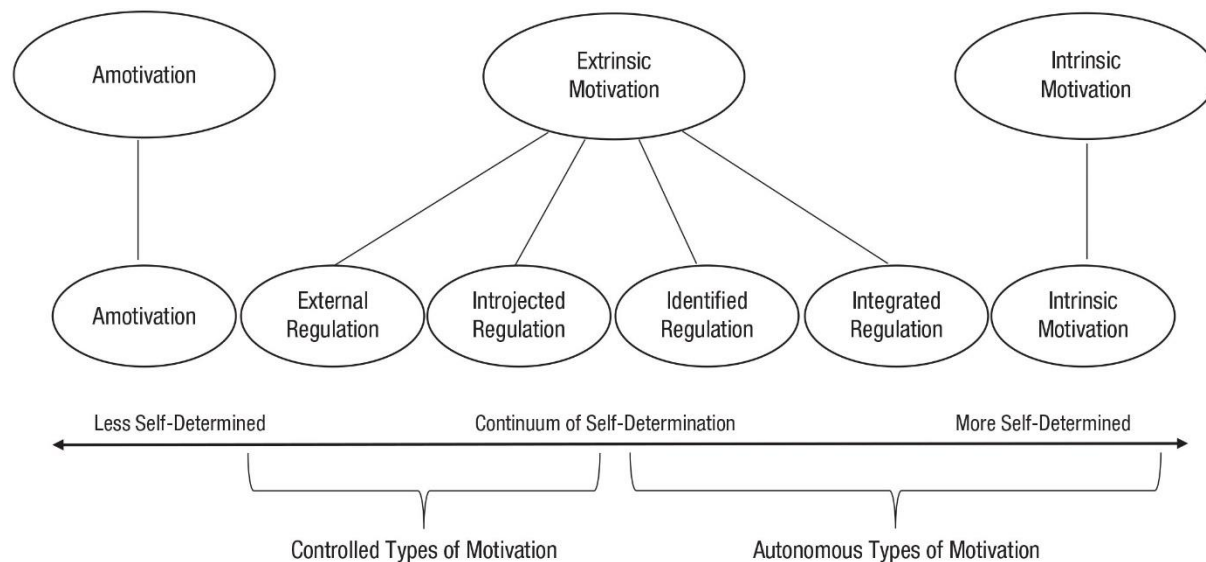 Amotivation
Extrinsic
Motivation
Intrinsic
Motivation
Amotivation
External
Regulation
Introjected
Regulation
Identified
Regulation
Integrated
Regulation
Intrinsic
Motivation
Less Self-Determined
Continuum of Self-Determination
More Self-Determined
Controlled Types of Motivation
Autonomous Types of Motivation